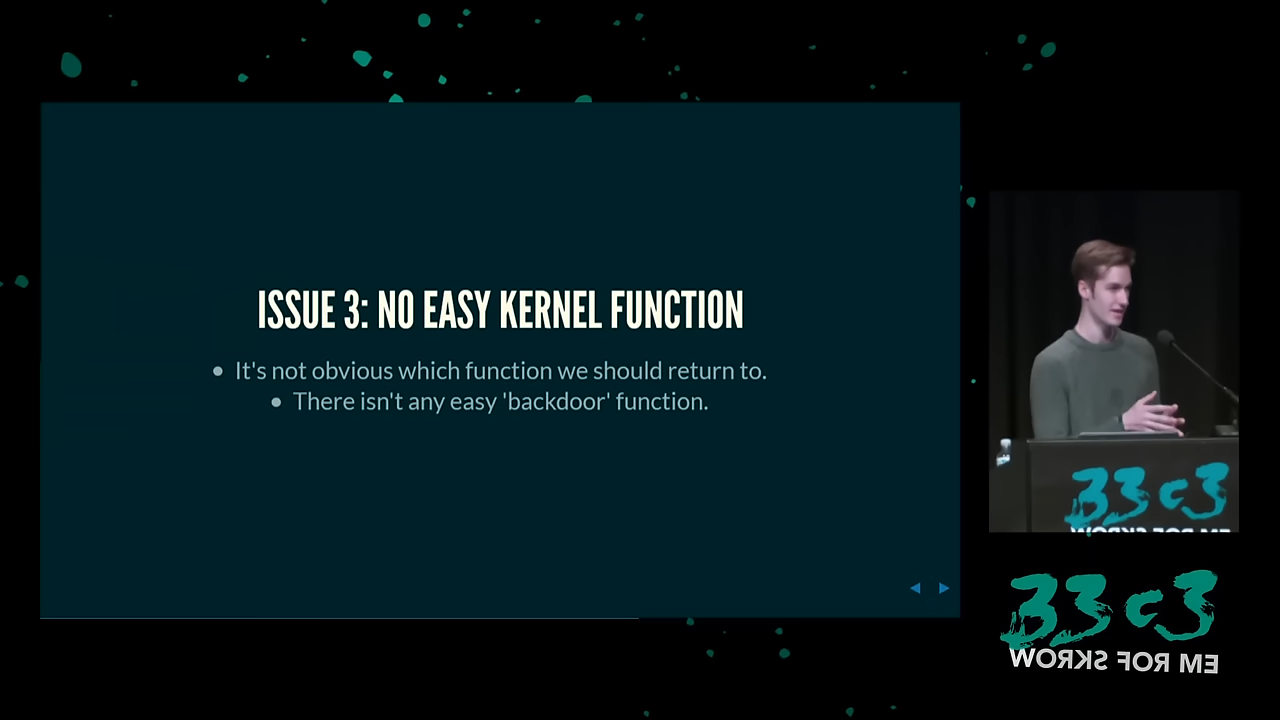 ISSUE 3: NO EASY KERNEL FUNCTION
• It's not obvious which function we should return to.
• There isn't any easy 'backdoor' function.
33c3
33c3
WORKS FOR ME